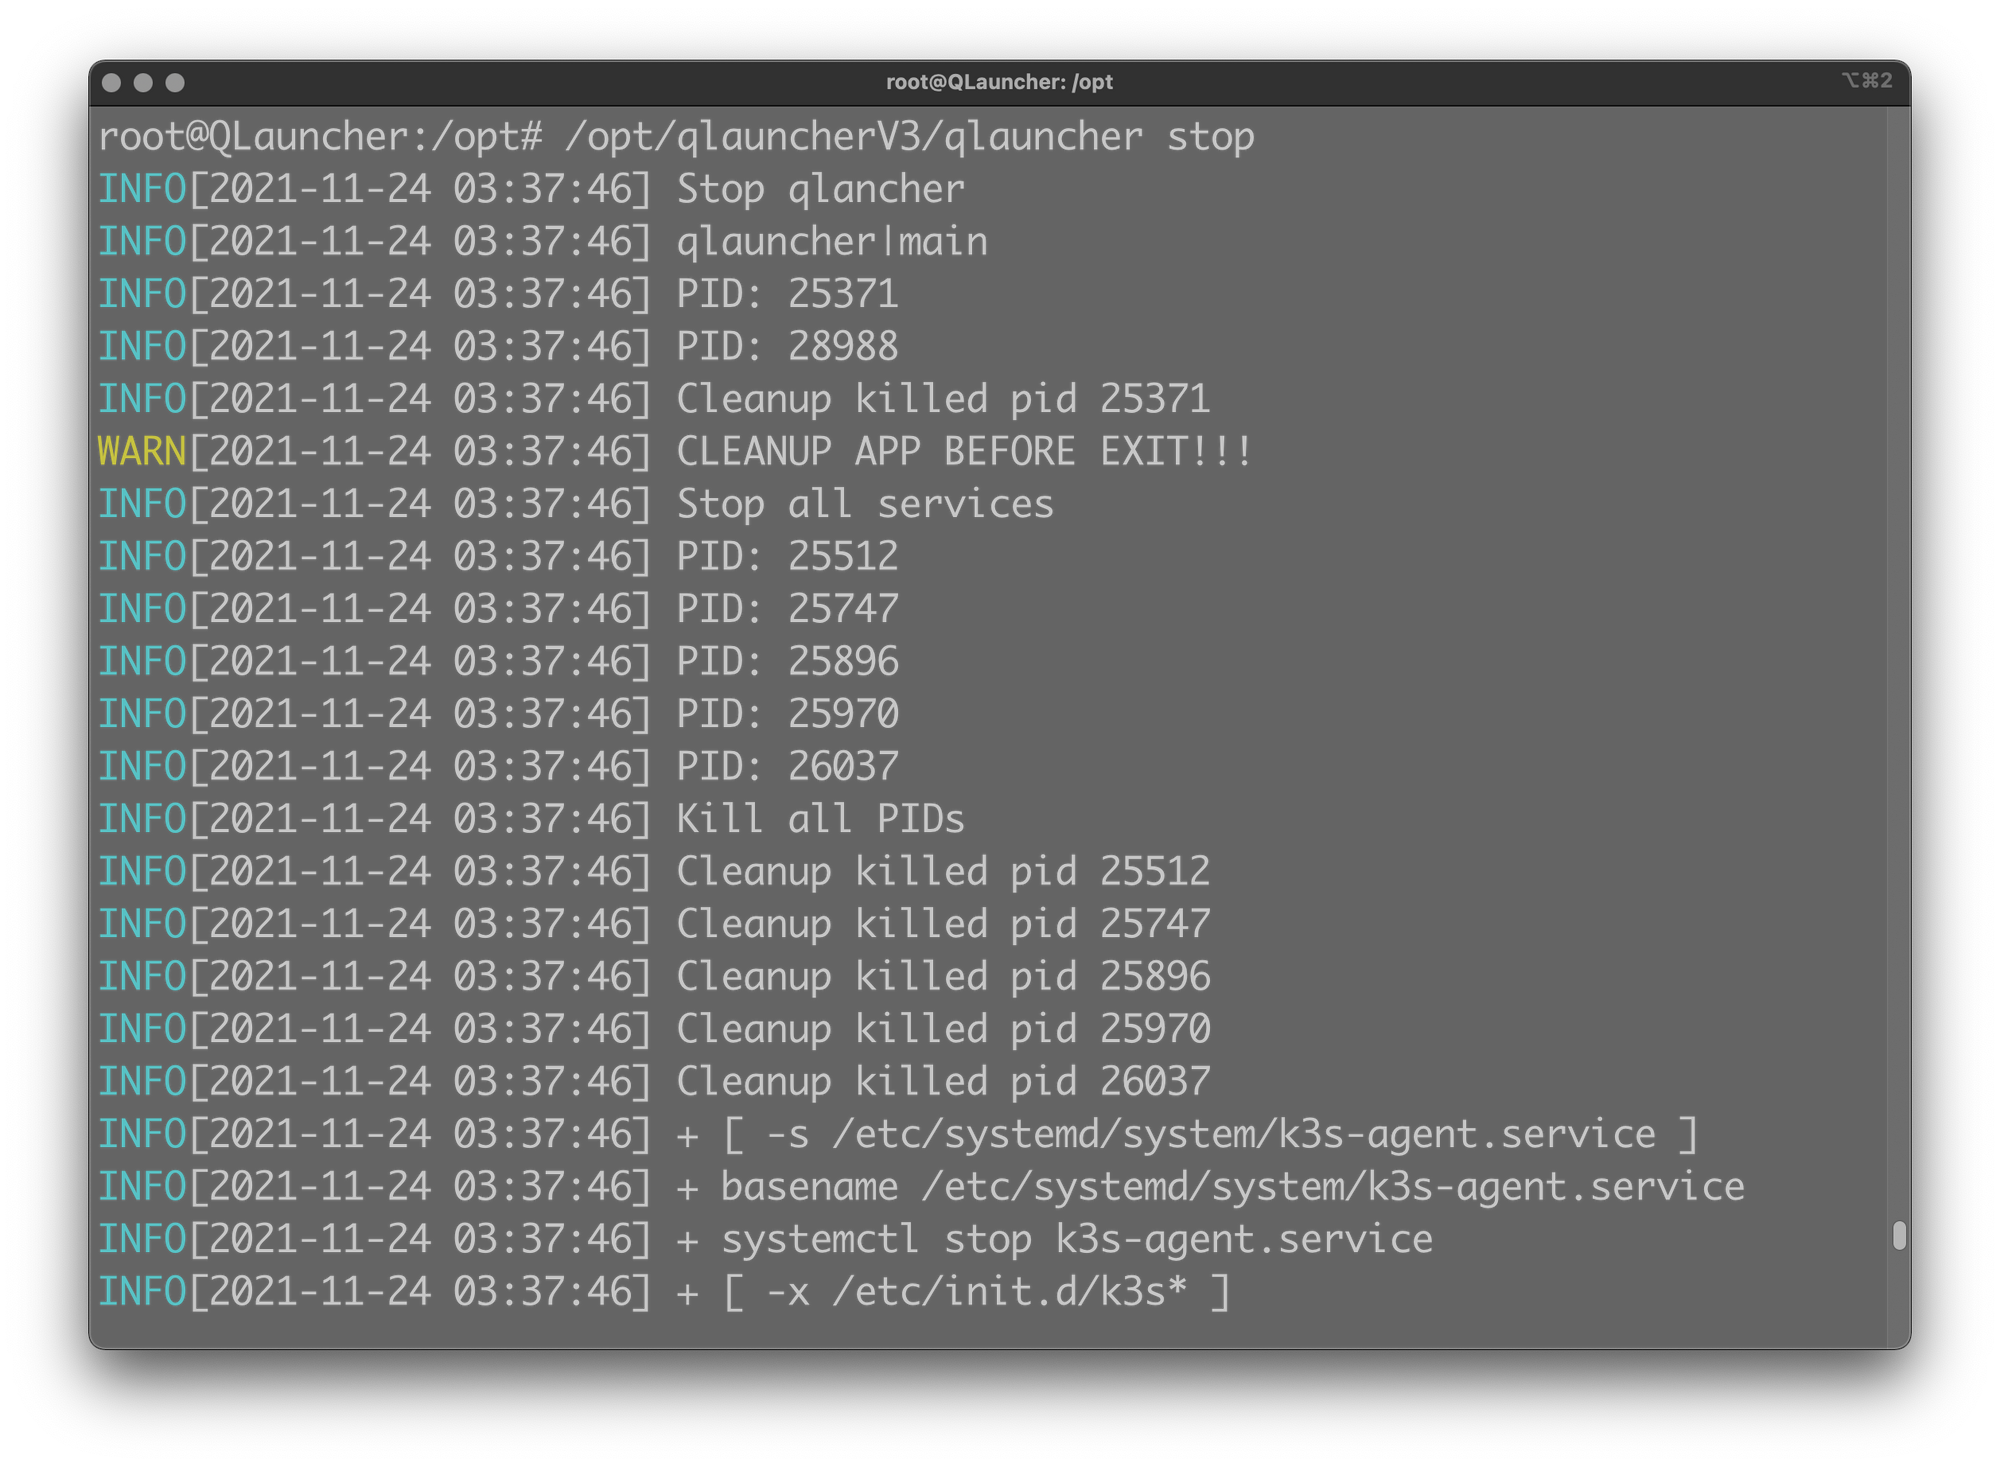 root@QLauncher: /opt ⌥⌘2
root@QLauncher:/opt# /opt/qlauncherV3/qlauncher stop
INFO[2021-11-24 03:37:46] Stop qlancher
INFO[2021-11-24 03:37:46] qlauncher|main
INFO[2021-11-24 03:37:46] PID: 25371
INFO[2021-11-24 03:37:46] PID: 28988
INFO[2021-11-24 03:37:46] Cleanup killed pid 25371
WARN[2021-11-24 03:37:46] CLEANUP APP BEFORE EXIT!!!
INFO[2021-11-24 03:37:46] Stop all services
INFO[2021-11-24 03:37:46] PID: 25512
INFO[2021-11-24 03:37:46] PID: 25747
INFO[2021-11-24 03:37:46] PID: 25896
INFO[2021-11-24 03:37:46] PID: 25970
INFO[2021-11-24 03:37:46] PID: 26037
INFO[2021-11-24 03:37:46] Kill all PIDs
INFO[2021-11-24 03:37:46] Cleanup killed pid 25512
INFO[2021-11-24 03:37:46] Cleanup killed pid 25747
INFO[2021-11-24 03:37:46] Cleanup killed pid 25896
INFO[2021-11-24 03:37:46] Cleanup killed pid 25970
INFO[2021-11-24 03:37:46] Cleanup killed pid 26037
INFO[2021-11-24 03:37:46] + [ -s /etc/systemd/system/k3s-agent.service ]
INFO[2021-11-24 03:37:46] + basename /etc/systemd/system/k3s-agent.service
INFO[2021-11-24 03:37:46] + systemctl stop k3s-agent.service
INFO[2021-11-24 03:37:46] + [ -x /etc/init.d/k3s* ]